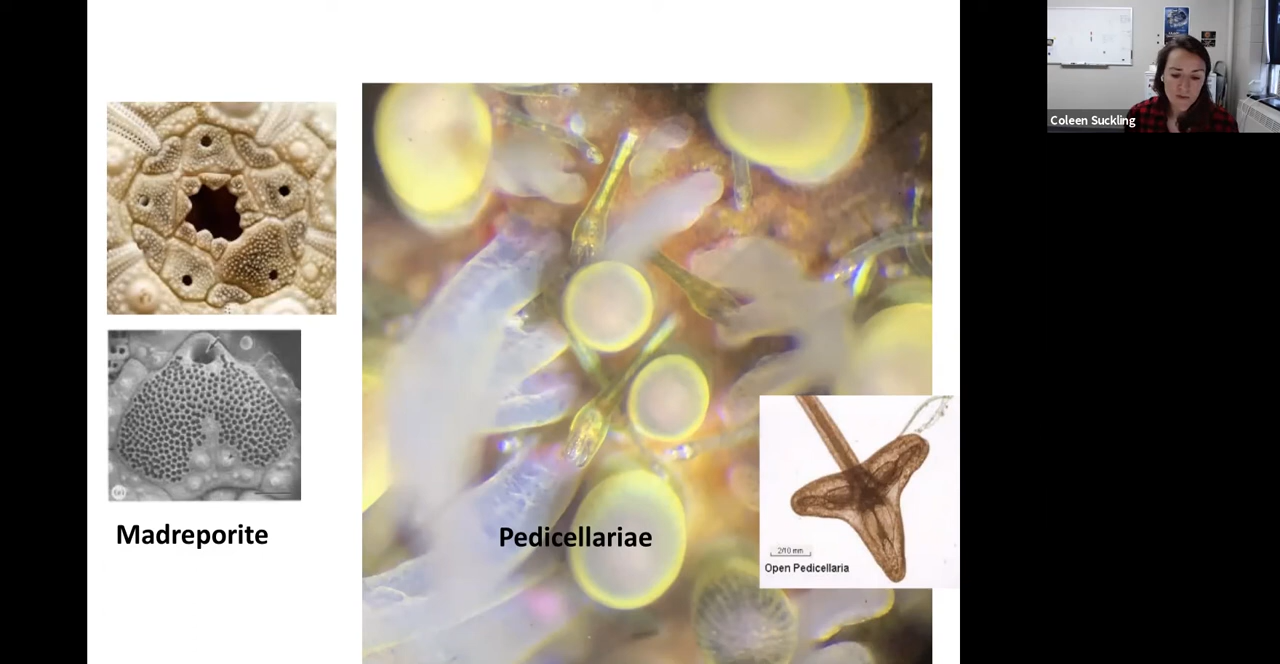 Coleen Suckling
Madreporite
Pedicellariae
2/10 mm
Open Pedicellaria